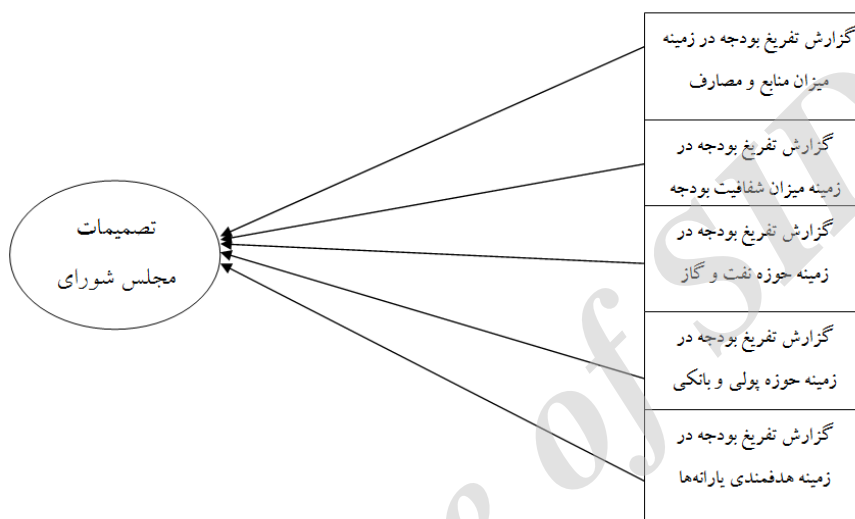 گزارش تفریغ بودجه در زمینه
میزان منابع و مصارف
گزارش تفریغ بودجه در
زمینه میزان شفافیت بودجه
گزارش تفریغ بودجه در
زمینه حوزه نفت و گاز
گزارش تفریغ بودجه در
زمینه حوزه پولی و بانکی
گزارش تفریغ بودجه در
زمینه هدفمندی یارانه‌ها
تصمیمات
مجلس شورای
of SID